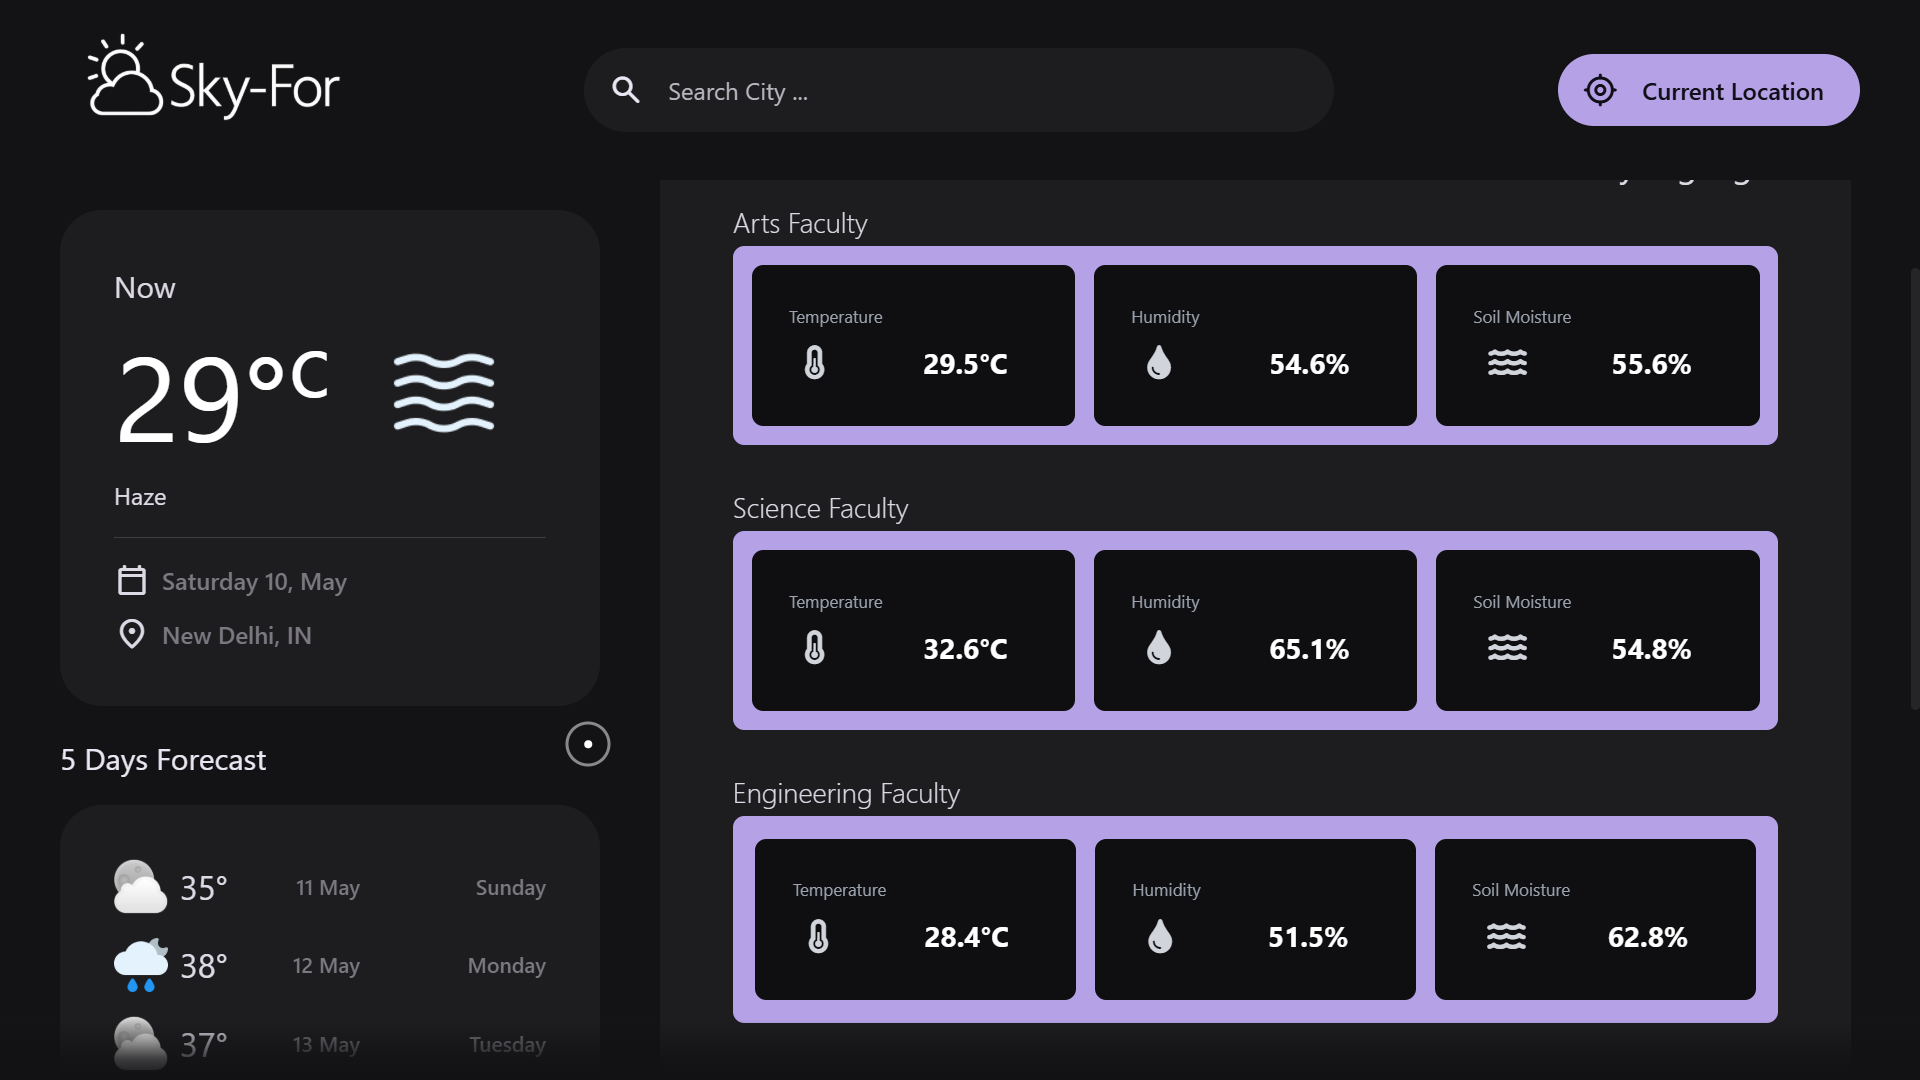 Sky-For
Search City ...
Current Location
Now
29°C
Haze
Saturday 10, May
New Delhi, IN
5 Days Forecast
35° 11 May Sunday
38° 12 May Monday
37° 13 May Tuesday
Arts Faculty
Temperature Humidity Soil Moisture
29.5°C 54.6% 55.6%
Science Faculty
Temperature Humidity Soil Moisture
32.6°C 65.1% 54.8%
Engineering Faculty
Temperature Humidity Soil Moisture
28.4°C 51.5% 62.8%